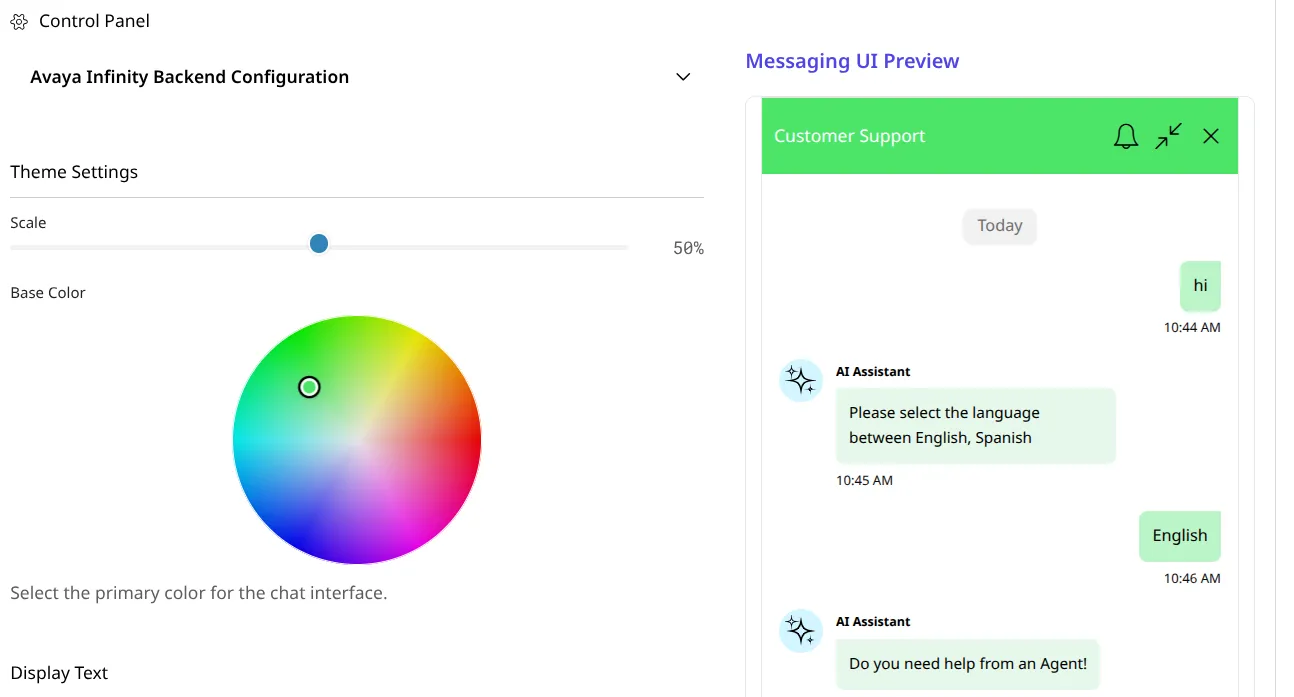 Control Panel
Avaya Infinity Backend Configuration
Theme Settings
Scale
50%
Base Color
Select the primary color for the chat interface.
Display Text
Messaging UI Preview
Customer Support
Today
hi
10:44 AM
AI Assistant
Please select the language
between English, Spanish
10:45 AM
English
10:46 AM
AI Assistant
Do you need help from an Agent!